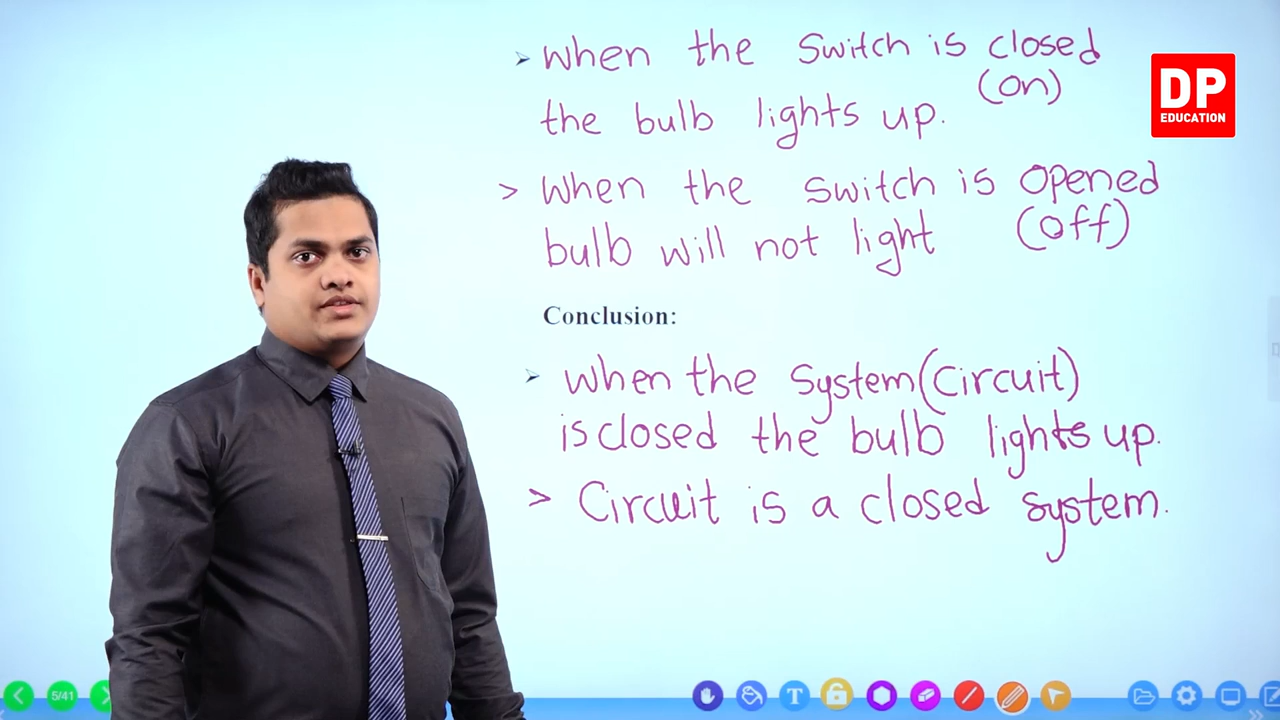 when the switch is closed
(on)
the bulb lights up.
> when the switch is opened
bulb will not light (off)
Conclusion:
when the system (circuit)
is closed the bulb lights up.
> Circuit is a closed system.
DP
EDUCATION
5/41
T